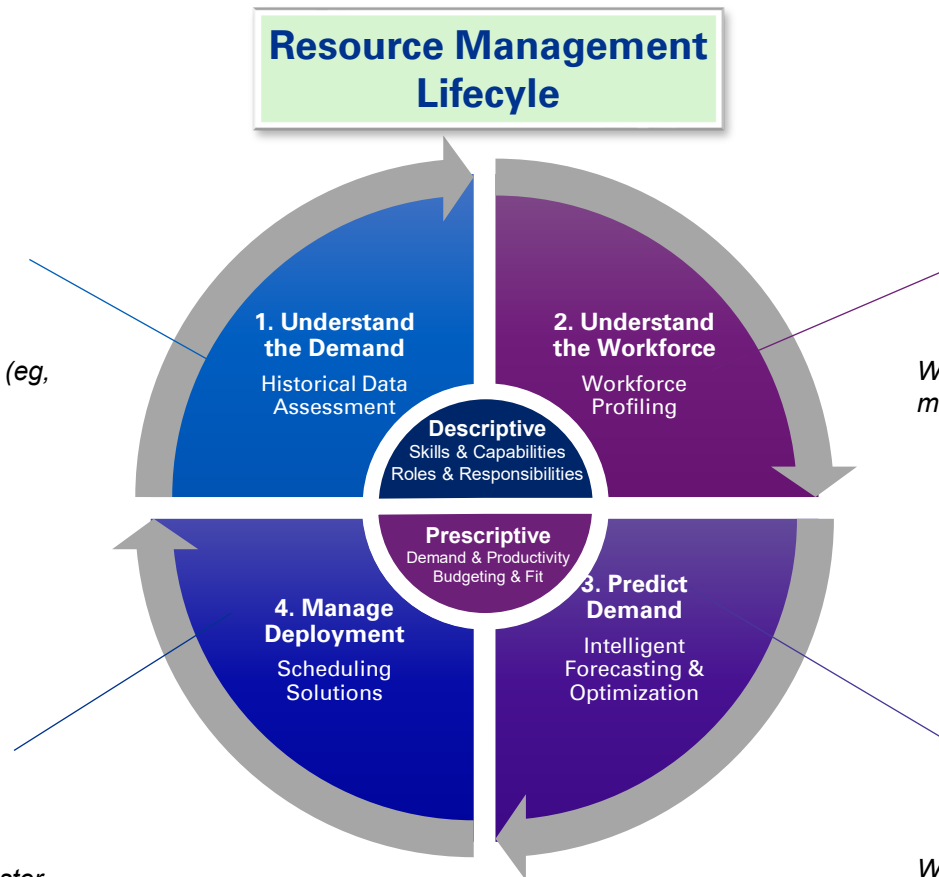 Resource Management
Lifecyle
1. Understand
the Demand
Historical Data
Assessment
2. Understand
the Workforce
Workforce
Profiling
(eg,
W
m
Descriptive
Skills & Capabilities
Roles & Responsibilities
Prescriptive
Demand & Productivity
Budgeting & Fit
3. Predict
Demand
Intelligent
Forecasting &
Optimization
4. Manage
Deployment
Scheduling
Solutions
W